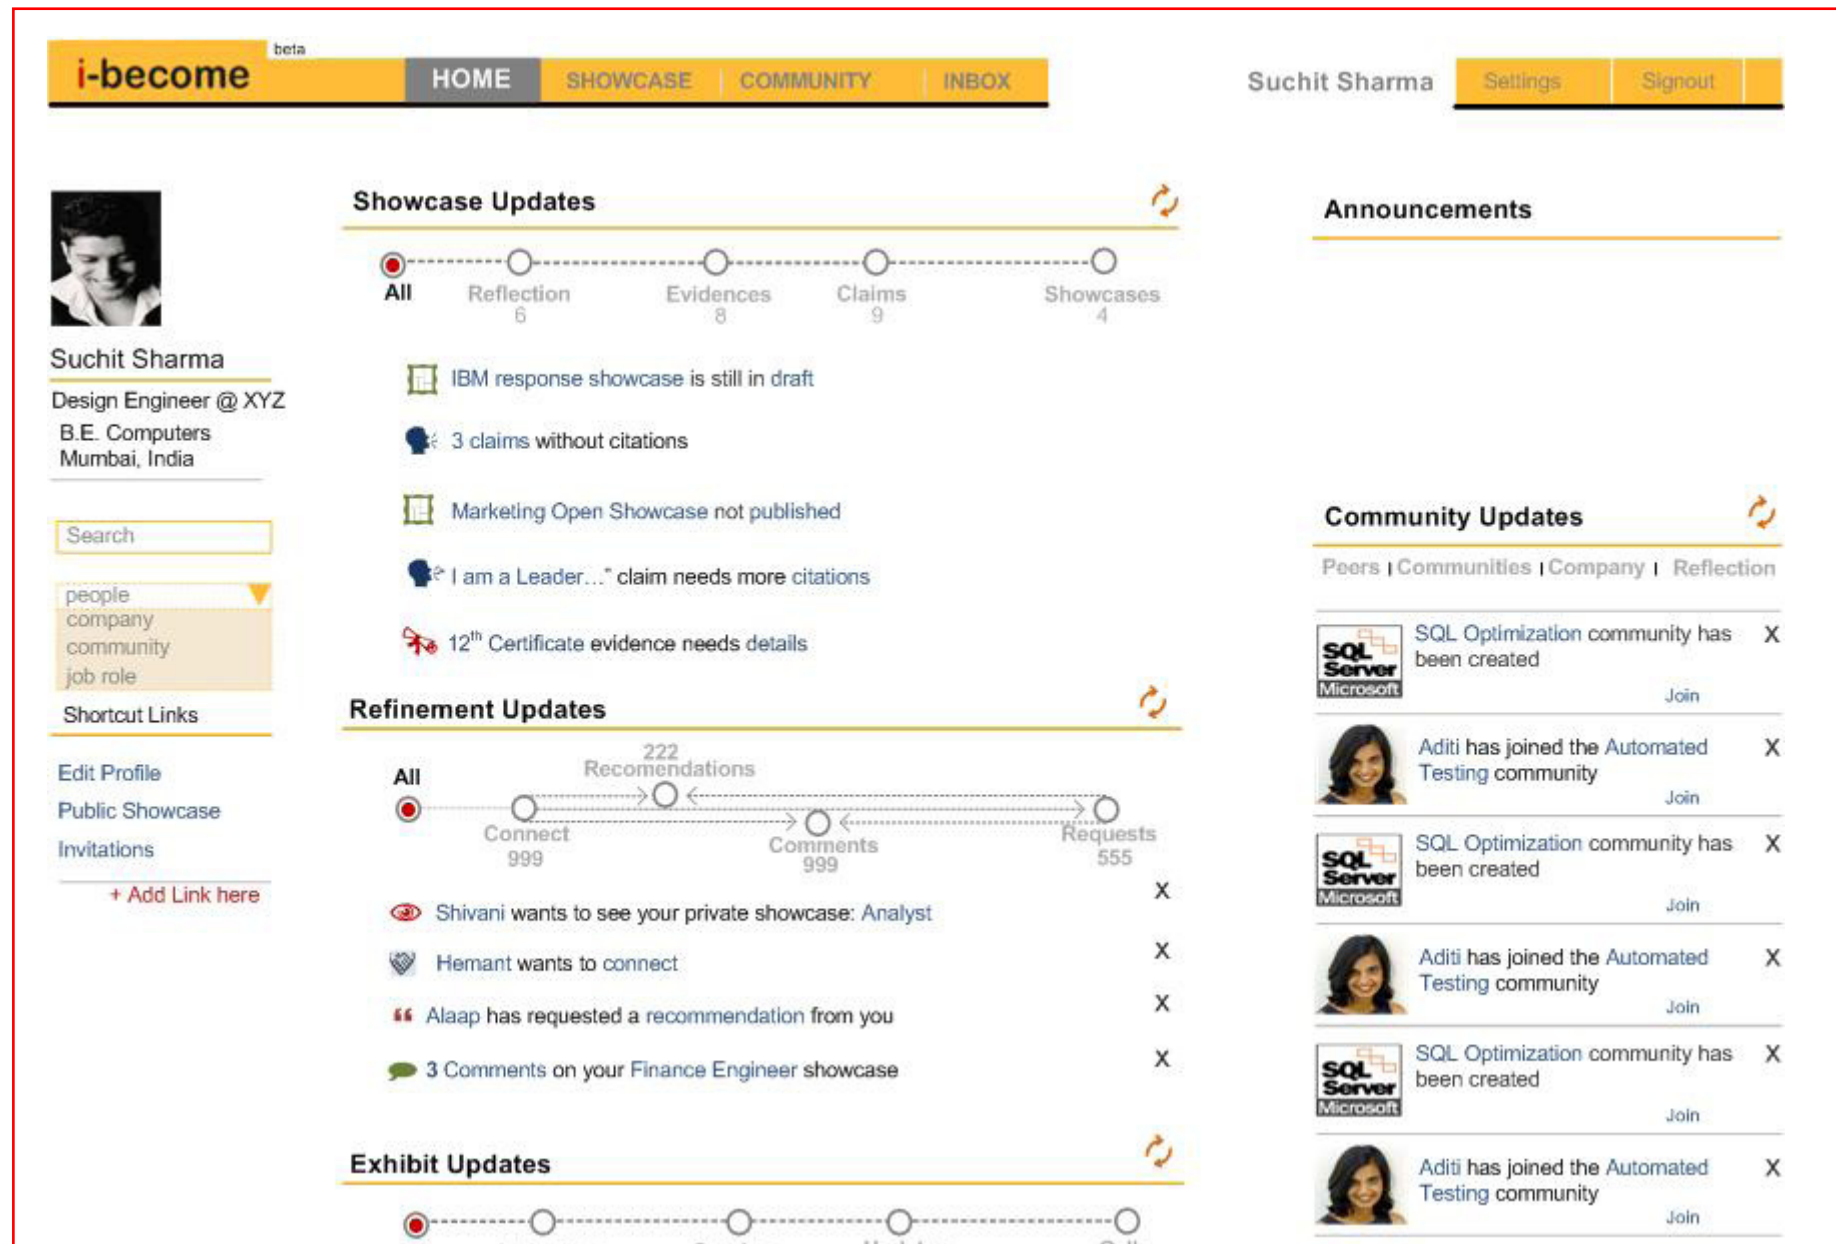 i-become
beta
HOME
SHOWCASE
COMMUNITY
INBOX
Suchit Sharma
Settings
Signout
Suchit Sharma
Design Engineer @ XYZ
B.E. Computers
Mumbai, India
Search
people
company
community
job role
Shortcut Links
Edit Profile
Public Showcase
Invitations
+ Add Link here
Showcase Updates
All
Reflection
6
Evidences
8
Claims
9
Showcases
4
IBM response showcase is still in draft
3 claims without citations
Marketing Open Showcase not published
I am a Leader…" claim needs more citations
12th Certificate evidence needs details
Refinement Updates
All
222
Recomendations
Connect
999
Comments
999
Requests
555
X
Shivani wants to see your private showcase: Analyst
X
Hemant wants to connect
X
Alaap has requested a recommendation from you
X
3 Comments on your Finance Engineer showcase
Exhibit Updates
Announcements
Community Updates
Peers | Communities | Company | Reflection
SQL
Server
Microsoft
SQL Optimization community has
been created
X
Join
Aditi has joined the Automated
Testing community
X
Join
SQL
Server
Microsoft
SQL Optimization community has
been created
X
Join
Aditi has joined the Automated
Testing community
X
Join
SQL
Server
Microsoft
SQL Optimization community has
been created
X
Join
Aditi has joined the Automated
Testing community
X
Join